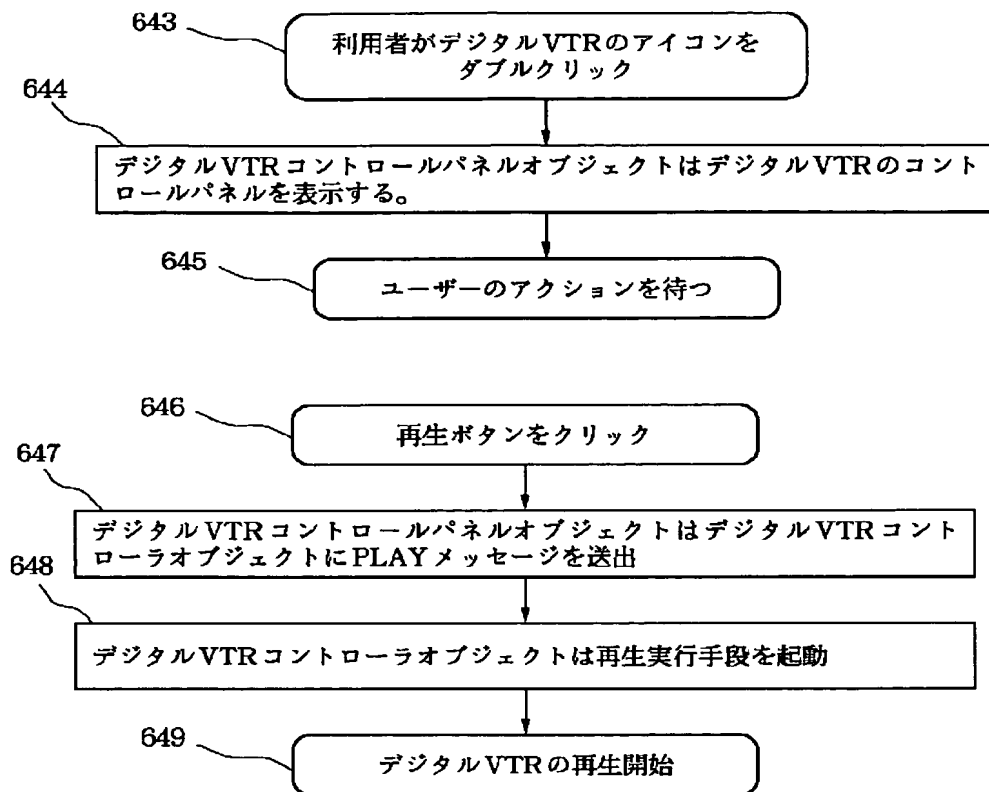 643
利用者がデジタルVTRのアイコンを
ダブルクリック
644
デジタルVTRコントロールパネルオブジェクトはデジタルVTRのコント
ロールパネルを表示する。
645
ユーザーのアクションを待つ
646
再生ボタンをクリック
647
デジタルVTRコントロールパネルオブジェクトはデジタルVTRコント
ローラオブジェクトにPLAYメッセージを送出
648
デジタルVTRコントローラオブジェクトは再生実行手段を起動
649
デジタルVTRの再生開始